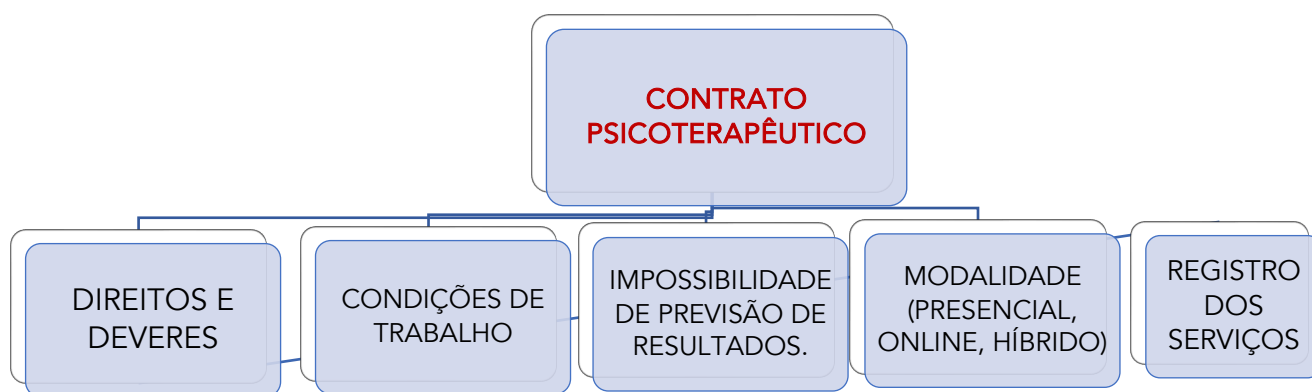 CONTRATO
PSICOTERAPÊUTICO
DIREITOS E
DEVERES
CONDIÇÕES DE
TRABALHO
IMPOSSIBILIDADE
DE PREVISÃO DE
RESULTADOS.
MODALIDADE
(PRESENCIAL,
ONLINE, HÍBRIDO)
REGISTRO
DOS
SERVIÇOS